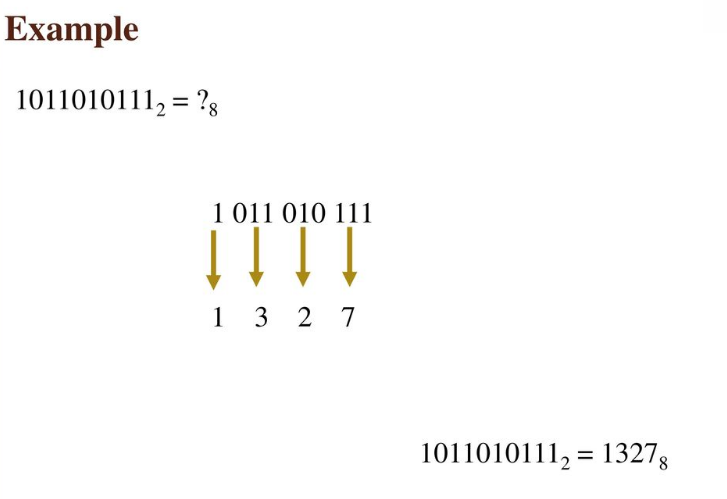 Example
1011010111₂ = ?₈
1 011 010 111
1 3 2 7
1011010111₂ = 1327₈